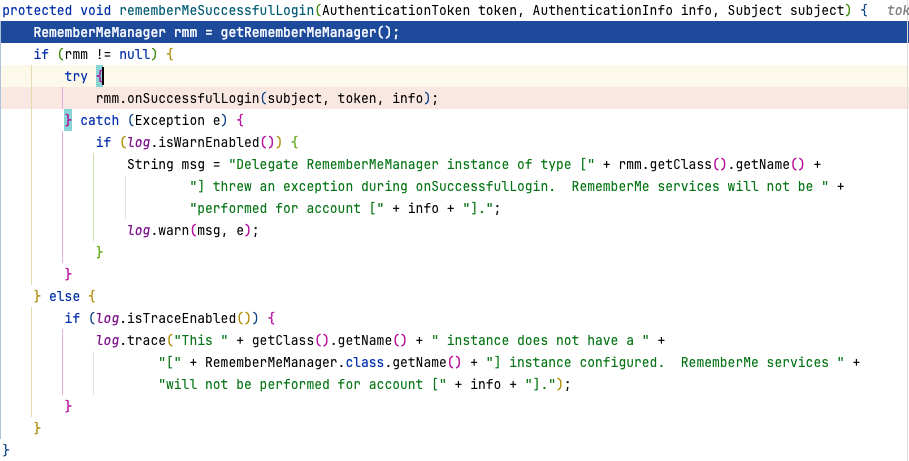 protected void rememberMeSuccessfulLogin(AuthenticationToken token, AuthenticationInfo info, Subject subject) {  tok
    RememberMeManager rmm = getRememberMeManager();
    if (rmm != null) {
        try {
            rmm.onSuccessfulLogin(subject, token, info);
        } catch (Exception e) {
            if (log.isWarnEnabled()) {
                String msg = "Delegate RememberMeManager instance of type [" + rmm.getClass().getName() +
                        "] threw an exception during onSuccessfulLogin.  RememberMe services will not be " +
                        "performed for account [" + info + "].";
                log.warn(msg, e);
            }
        }
    } else {
        if (log.isTraceEnabled()) {
            log.trace("This " + getClass().getName() + " instance does not have a " +
                    "[" + RememberMeManager.class.getName() + "] instance configured.  RememberMe services " +
                    "will not be performed for account [" + info + "].");
        }
    }
}